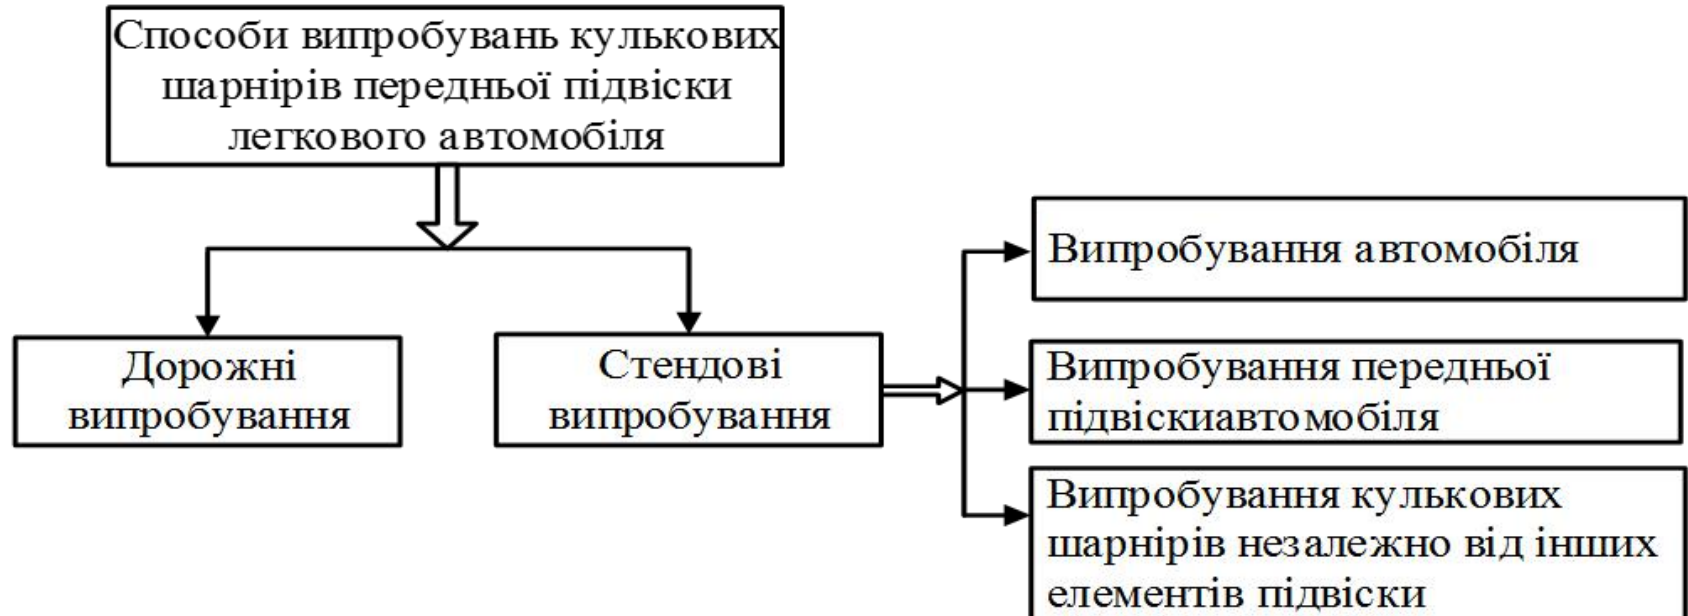 Способи випробувань кулькових
шарнірів передньої підвіски
легкового автомобіля
Дорожні
випробування
Стендові
випробування
Випробування автомобіля
Випробування передньої
підвіскиавтомобіля
Випробування кулькових
шарнірів незалежно від інших
елементів підвіски